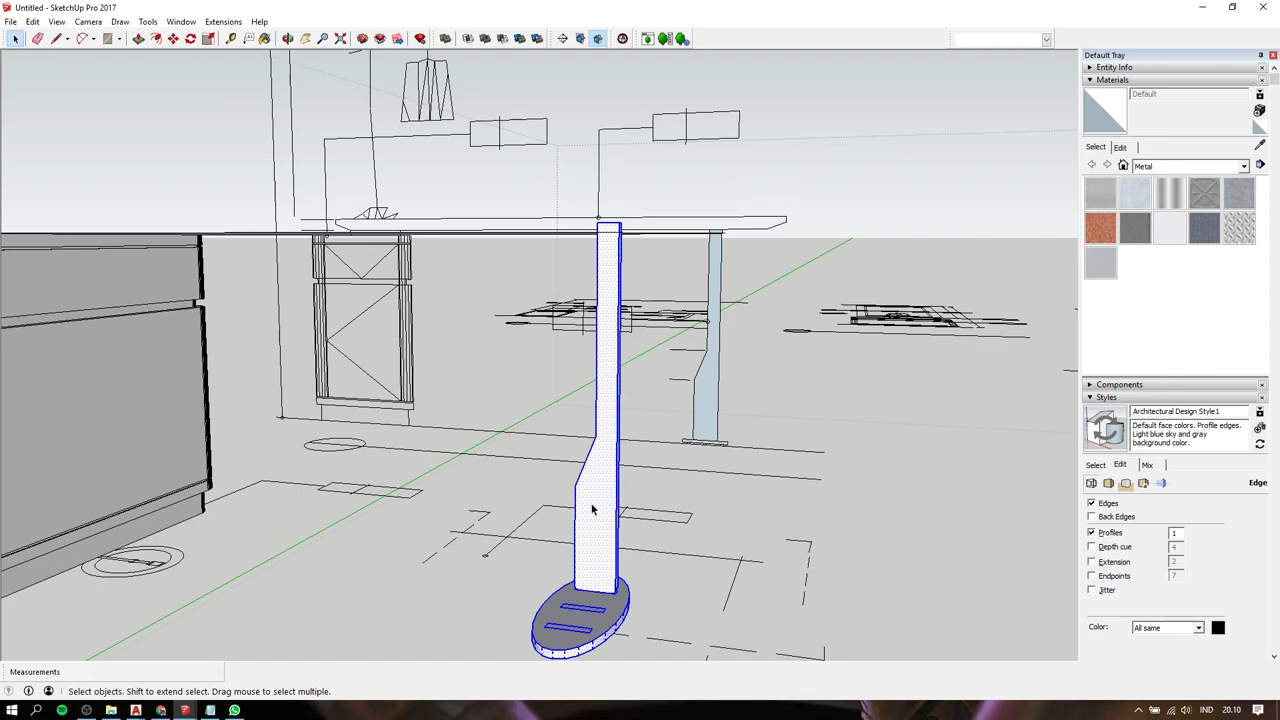 Untitled - SketchUp Pro 2017
File Edit View Camera Draw Tools Window Extensions Help
Default Tray
Entity Info
Materials
Default
Select Edit
Metal
Components
Styles
Architectural Design Style1
Default face colors. Profile edges. Light blue sky and gray background color.
Select Edit Mix
Edge
Edges
Back Edges
Profiles 1
Depth cue 4
Extension 2
Endpoints 7
Jitter
Color: All same
Measurements
Select objects. Shift to extend select. Drag mouse to select multiple.
IND 20.10